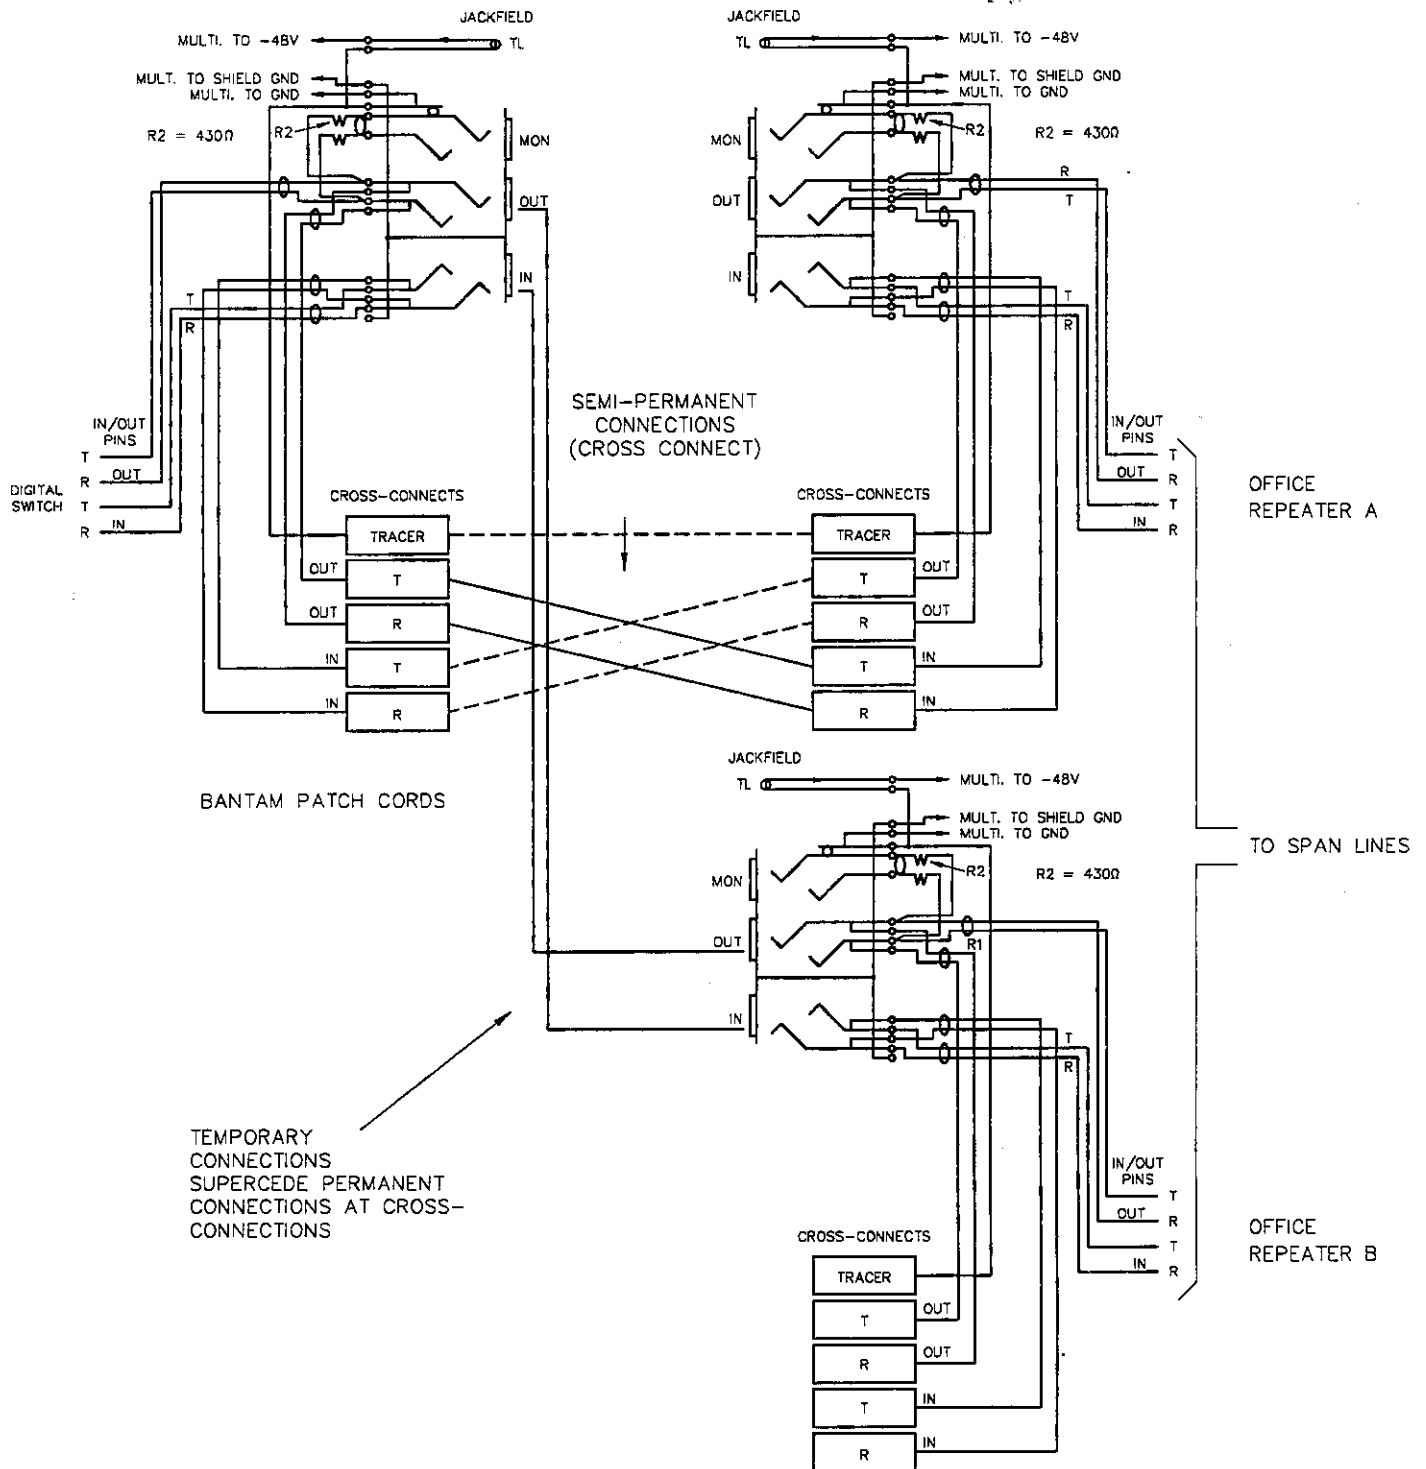 JACKFIELD
MULTI. TO -48V
TL
MULT. TO SHIELD GND
MULTI. TO GND
R2 = 430Ω
R2
MON
OUT
IN
T
R
IN/OUT
PINS
T
R OUT
T
R IN
DIGITAL
SWITCH
JACKFIELD
TL
MULTI. TO -48V
MULT. TO SHIELD GND
MULTI. TO GND
R2
R2 = 430Ω
MON
OUT
IN
R
T
T
R
IN/OUT
PINS
T
OUT R
T
IN R
OFFICE
REPEATER A
SEMI-PERMANENT
CONNECTIONS
(CROSS CONNECT)
CROSS-CONNECTS
TRACER
OUT T
OUT R
IN T
IN R
CROSS-CONNECTS
TRACER
T OUT
R OUT
T IN
R IN
BANTAM PATCH CORDS
JACKFIELD
TL
MULTI. TO -48V
MULT. TO SHIELD GND
MULTI. TO GND
R2
R2 = 430Ω
MON
OUT
IN
R1
T
R
TO SPAN LINES
TEMPORARY
CONNECTIONS
SUPERCEDE PERMANENT
CONNECTIONS AT CROSS-
CONNECTIONS
IN/OUT
PINS
T
OUT R
T
IN R
OFFICE
REPEATER B
CROSS-CONNECTS
TRACER
T OUT
R OUT
T IN
R IN